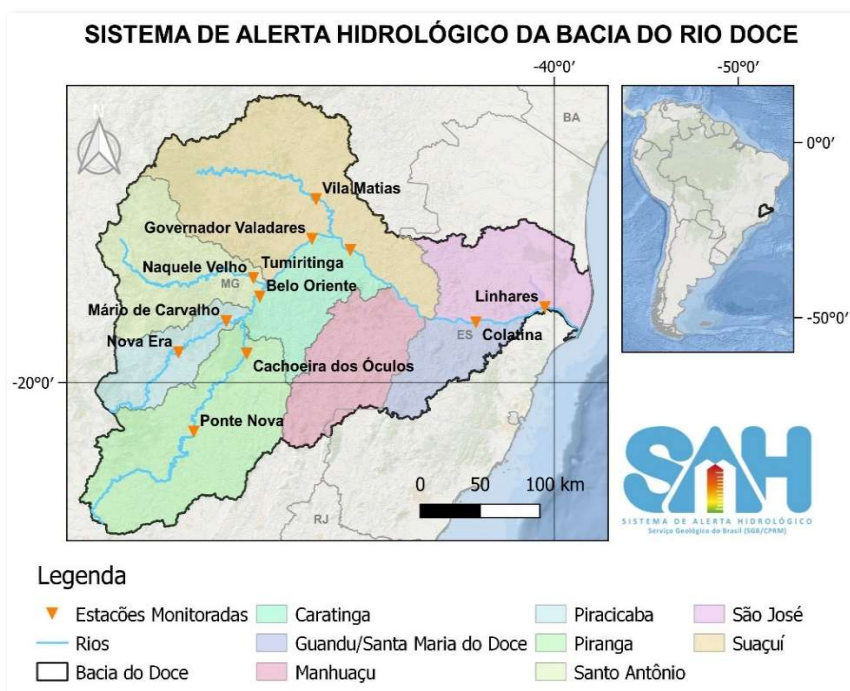 SISTEMA DE ALERTA HIDROLÓGICO DA BACIA DO RIO DOCE
-40°0′
-50°0′
N
BA
0°0′
Vila Matias
Governador Valadares
Naquele Velho
Tumiritinga
MG
Belo Oriente
Mário de Carvalho
Linhares
Nova Era
ES
Colatina
-50°0′
Cachoeira dos Óculos
-20°0′
Ponte Nova
0 50 100 km
RJ
SAH
SISTEMA DE ALERTA HIDROLÓGICO
Serviço Geológico do Brasil (SGB/CPRM)
Legenda
Estacões Monitoradas
Caratinga
Piracicaba
São José
Rios
Guandu/Santa Maria do Doce
Piranga
Suaçuí
Bacia do Doce
Manhuaçu
Santo Antônio